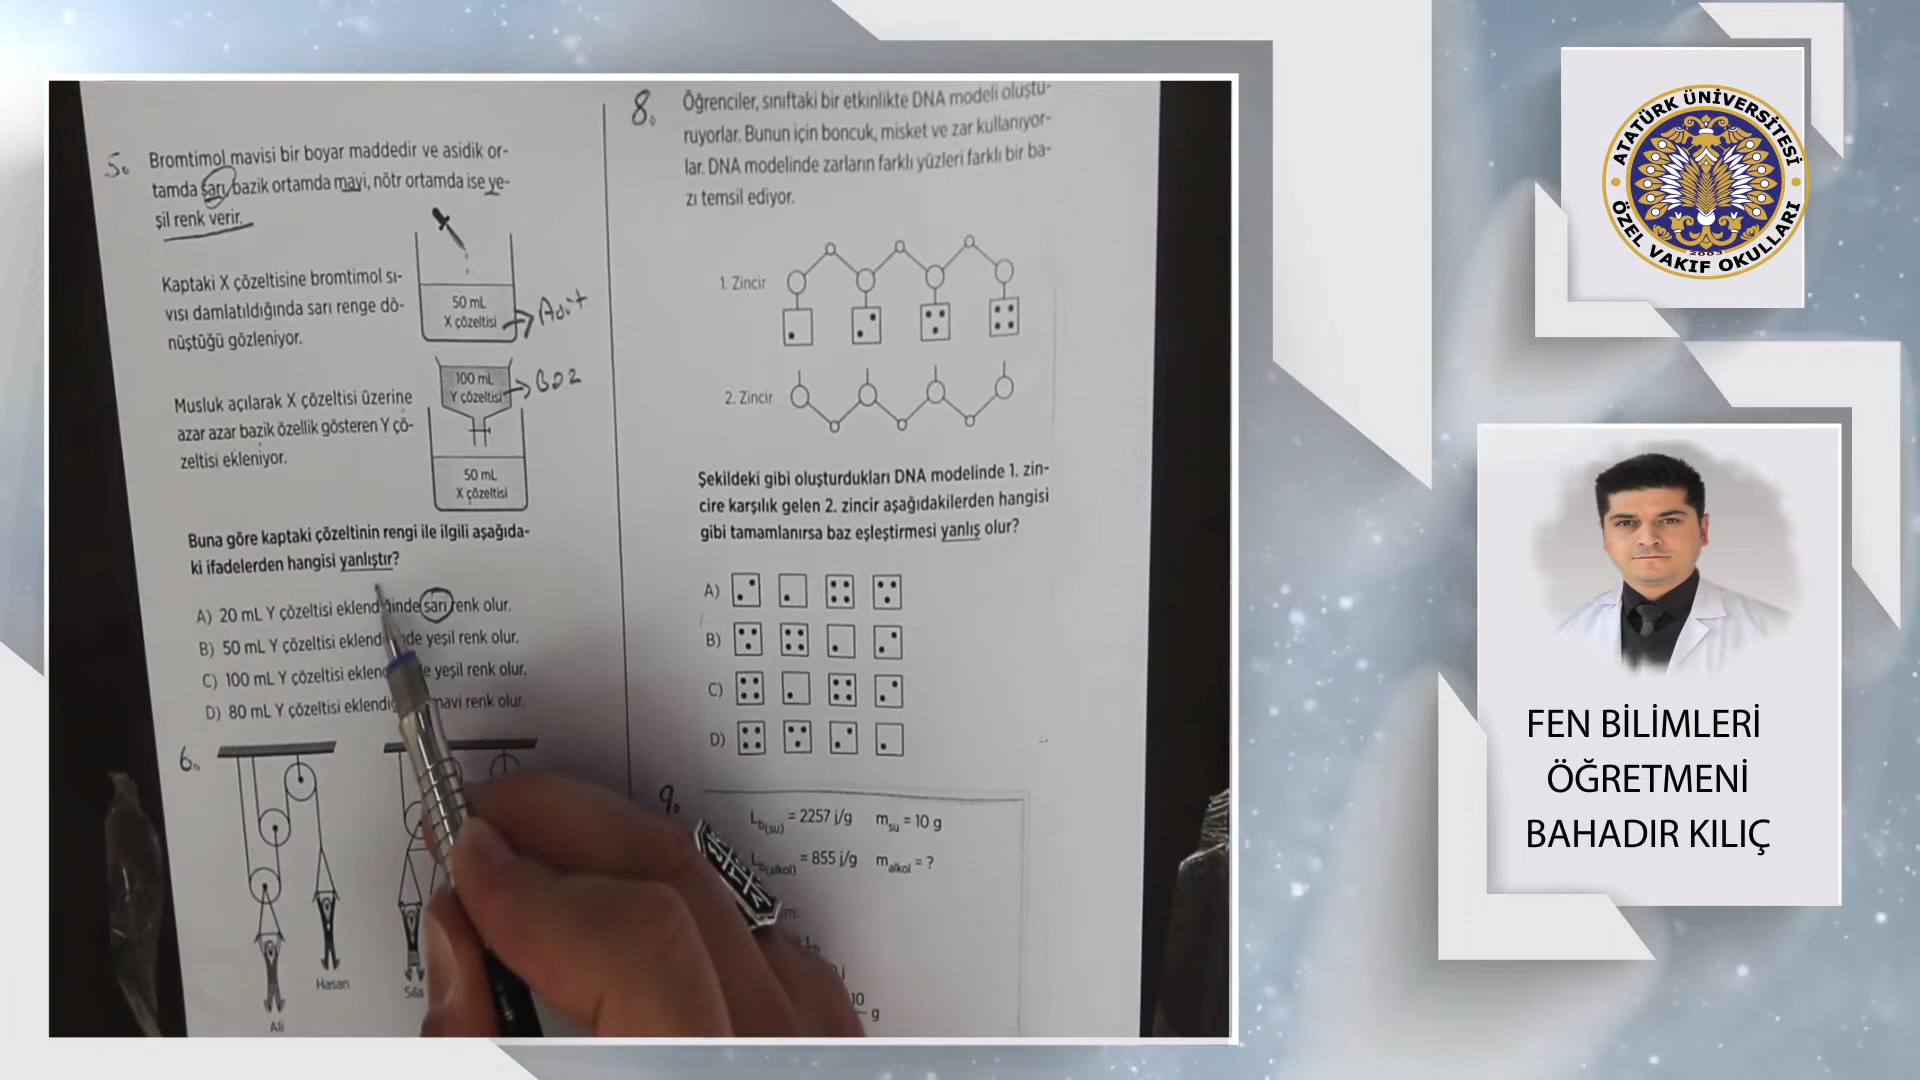 5. Bromtimol mavisi bir boyar maddedir ve asidik or-
tamda sarı, bazik ortamda mavi, nötr ortamda ise ye-
şil renk verir.
Kaptaki X çözeltisine bromtimol sı-
vısı damlatıldığında sarı renge dö-
nüştüğü gözleniyor.
50 mL
X çözeltisi
Asit
Musluk açılarak X çözeltisi üzerine
azar azar bazik özellik gösteren Y çö-
zeltisi ekleniyor.
100 mL
Y çözeltisi
Baz
50 mL
X çözeltisi
Buna göre kaptaki çözeltinin rengi ile ilgili aşağıda-
ki ifadelerden hangisi yanlıştır?
A) 20 mL Y çözeltisi eklendiğinde sarı renk olur.
B) 50 mL Y çözeltisi eklendiğinde yeşil renk olur.
C) 100 mL Y çözeltisi yeşil renk olur.
D) 80 mL Y çözeltisi mavi renk olur.
6.
Hasan
Sıla
Ali
8. Öğrenciler, sınıftaki bir etkinlikte DNA modeli oluştu-
ruyorlar. Bunun için boncuk, misket ve zar kullanıyor-
lar. DNA modelinde zarların farklı yüzleri farklı bir ba-
zı temsil ediyor.
1. Zincir
2. Zincir
Şekildeki gibi oluşturdukları DNA modelinde 1. zin-
cire karşılık gelen 2. zincir aşağıdakilerden hangisi
gibi tamamlanırsa baz eşleştirmesi yanlış olur?
A)
B)
C)
D)
9.
Lb(su) = 2257 j/g msu = 10 g
Lb(alkol) = 855 j/g malkol = ?
10
g
ATATÜRK ÜNİVERSİTESİ
ÖZEL VAKIF OKULLARI
2003
FEN BİLİMLERİ
ÖĞRETMENİ
BAHADIR KILIÇ